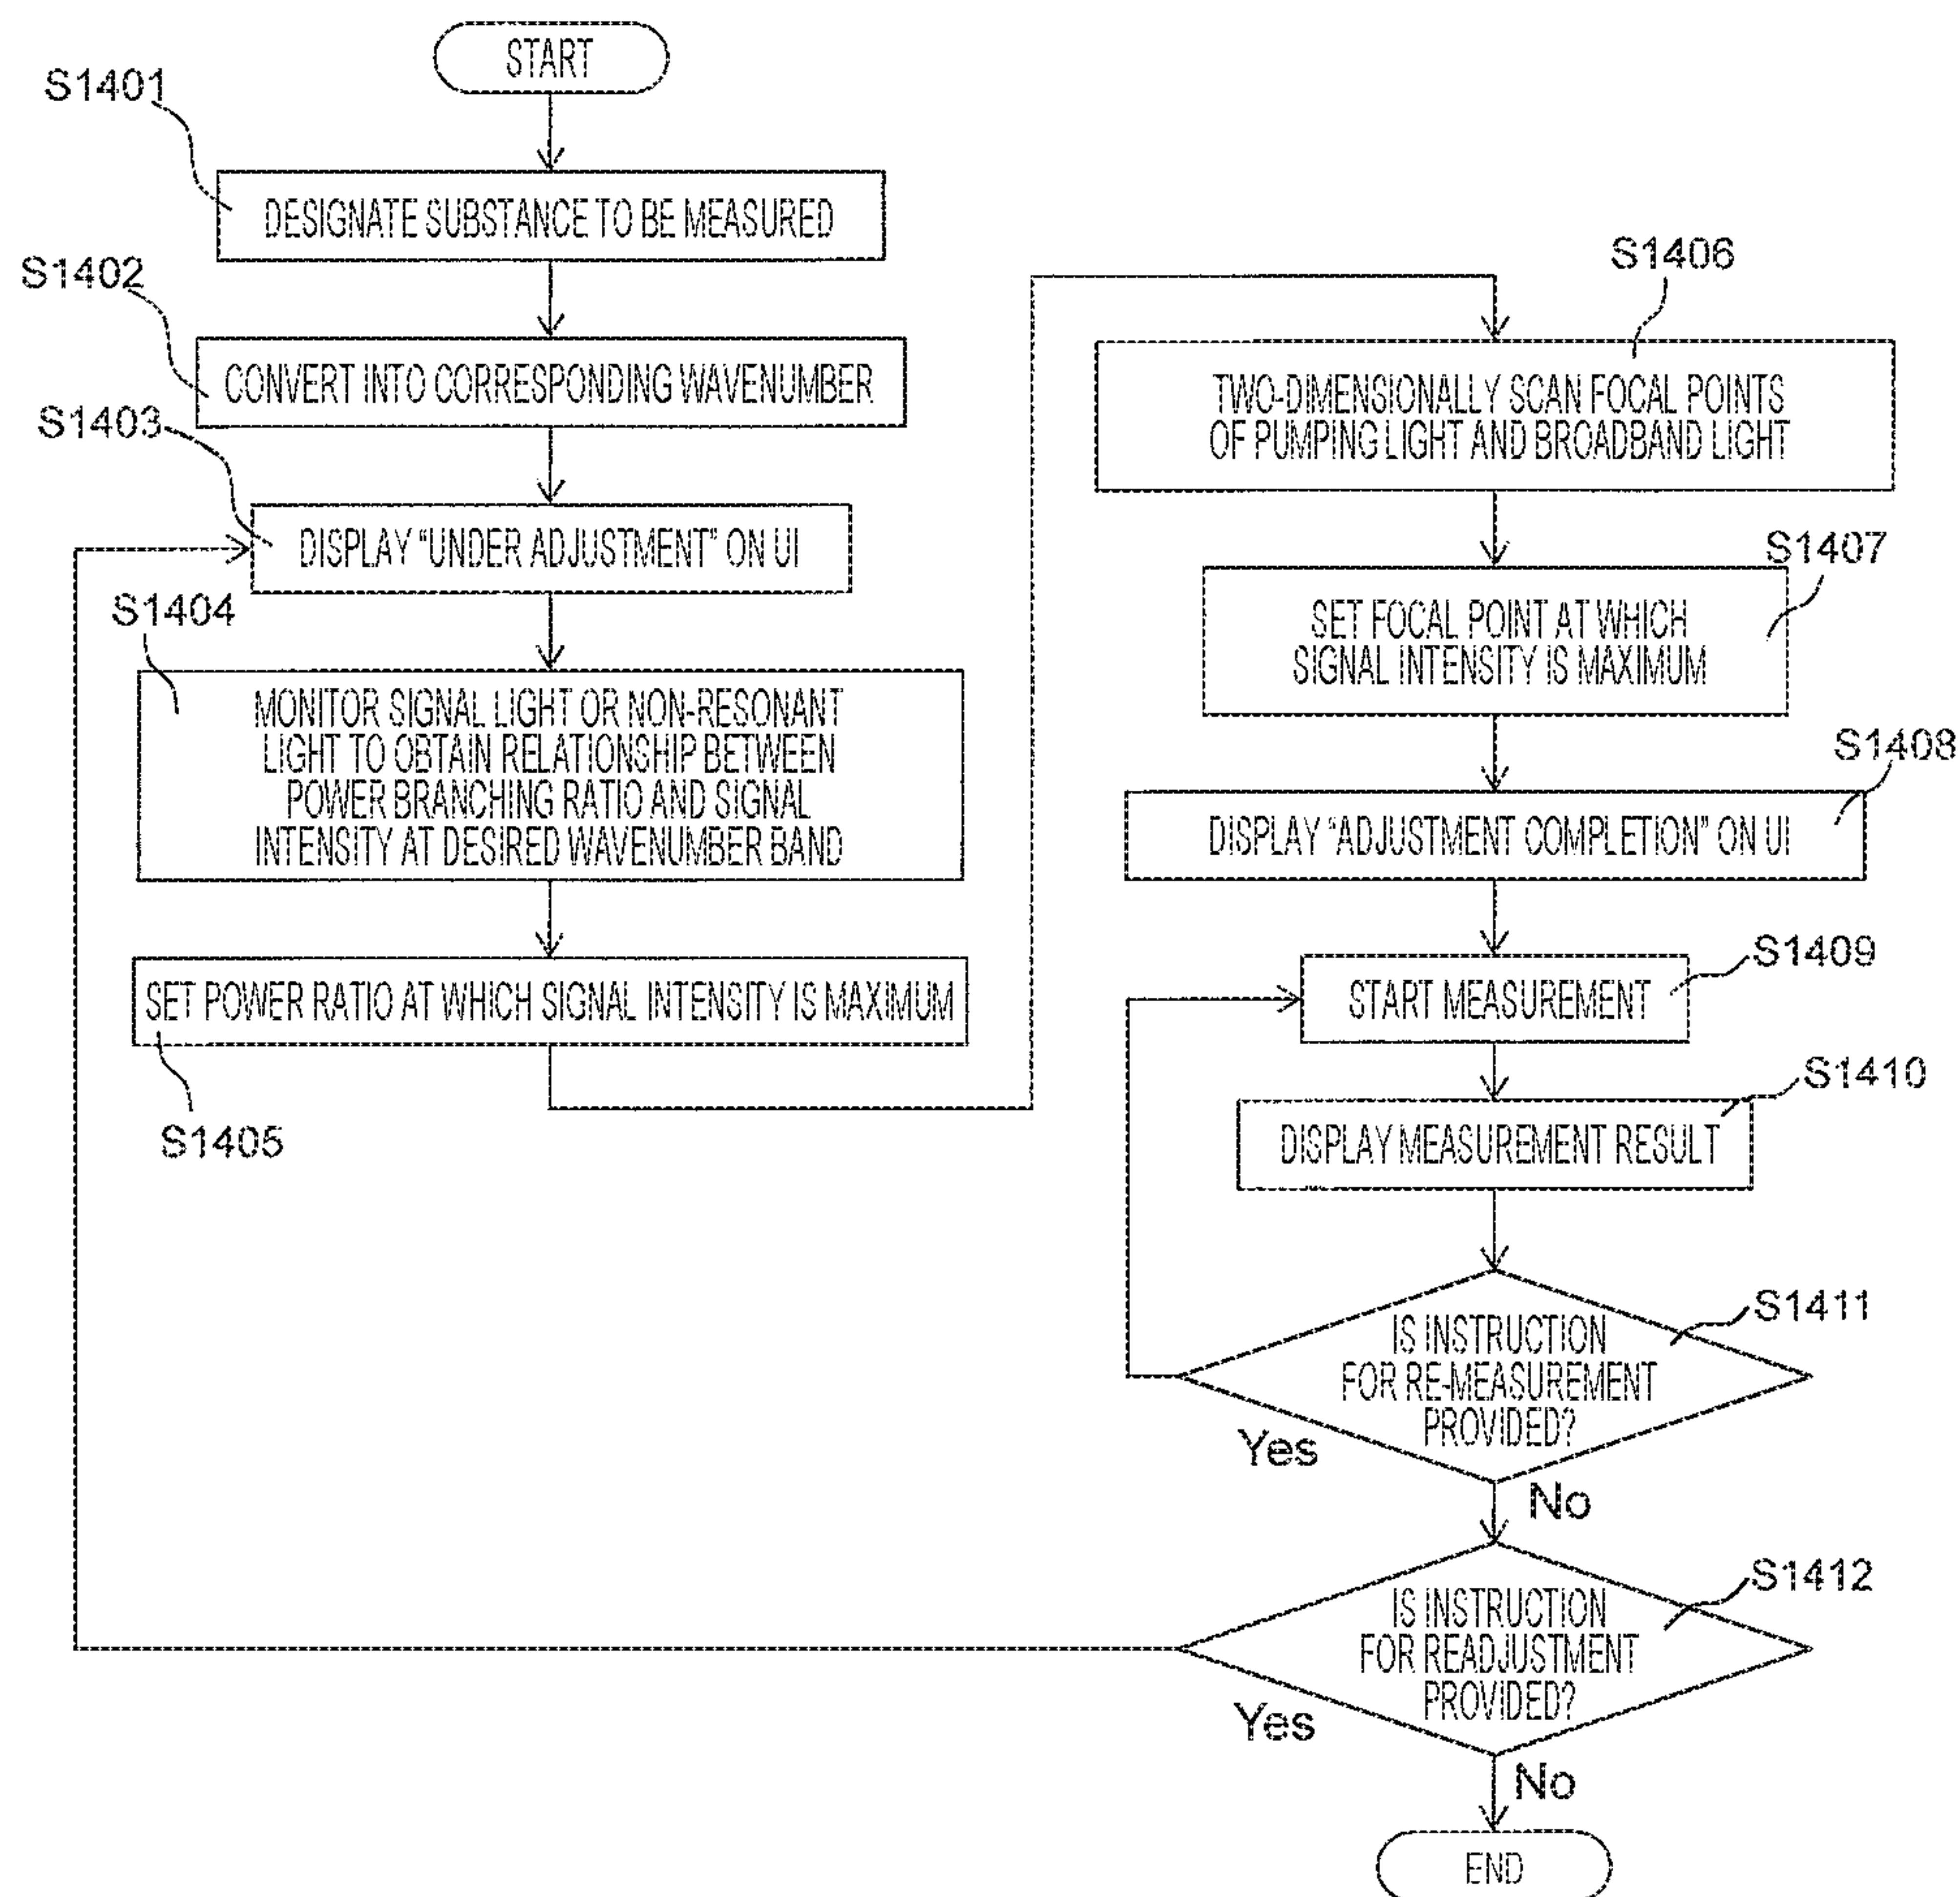 START
S1401
DESIGNATE SUBSTANCE TO BE MEASURED
S1402
CONVERT INTO CORRESPONDING WAVENUMBER
S1403
DISPLAY "UNDER ADJUSTMENT" ON UI
S1404
MONITOR SIGNAL LIGHT OR NON-RESONANT
LIGHT TO OBTAIN RELATIONSHIP BETWEEN
POWER BRANCHING RATIO AND SIGNAL
INTENSITY AT DESIRED WAVENUMBER BAND
SET POWER RATIO AT WHICH SIGNAL INTENSITY IS MAXIMUM
S1405
S1406
TWO-DIMENSIONALLY SCAN FOCAL POINTS
OF PUMPING LIGHT AND BROADBAND LIGHT
S1407
SET FOCAL POINT AT WHICH
SIGNAL INTENSITY IS MAXIMUM
S1408
DISPLAY "ADJUSTMENT COMPLETION" ON UI
S1409
START MEASUREMENT
S1410
DISPLAY MEASUREMENT RESULT
S1411
IS INSTRUCTION
FOR RE-MEASUREMENT
PROVIDED?
Yes
No
S1412
IS INSTRUCTION
FOR READJUSTMENT
PROVIDED?
Yes
No
END